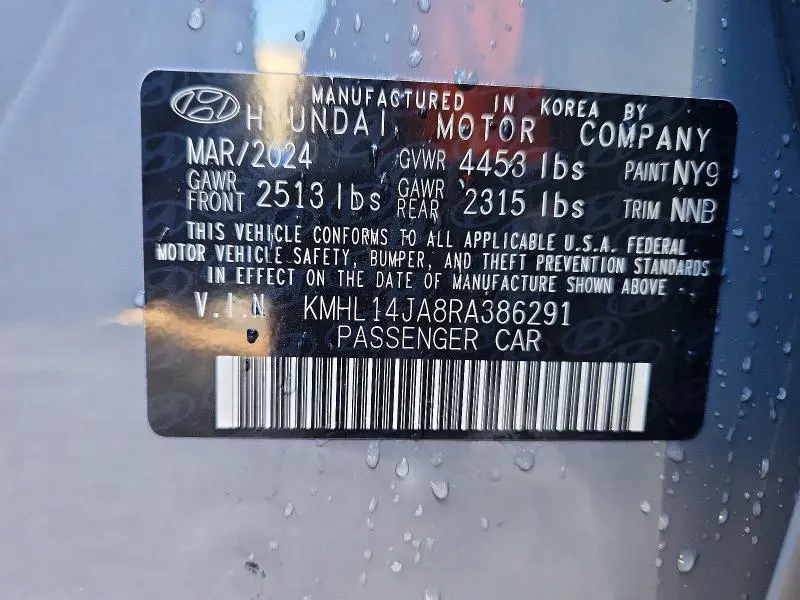 MANUFACTURED IN KOREA BY
HYUNDAI MOTOR COMPANY
MAR/2024 GVWR 4453 lbs PAINT NY9
GAWR FRONT 2513 lbs GAWR REAR 2315 lbs TRIM NNB
THIS VEHICLE CONFORMS TO ALL APPLICABLE U.S.A. FEDERAL
MOTOR VEHICLE SAFETY, BUMPER, AND THEFT PREVENTION STANDARDS
IN EFFECT ON THE DATE OF MANUFACTURE SHOWN ABOVE
V.I.N KMHL14JA8RA386291
PASSENGER CAR